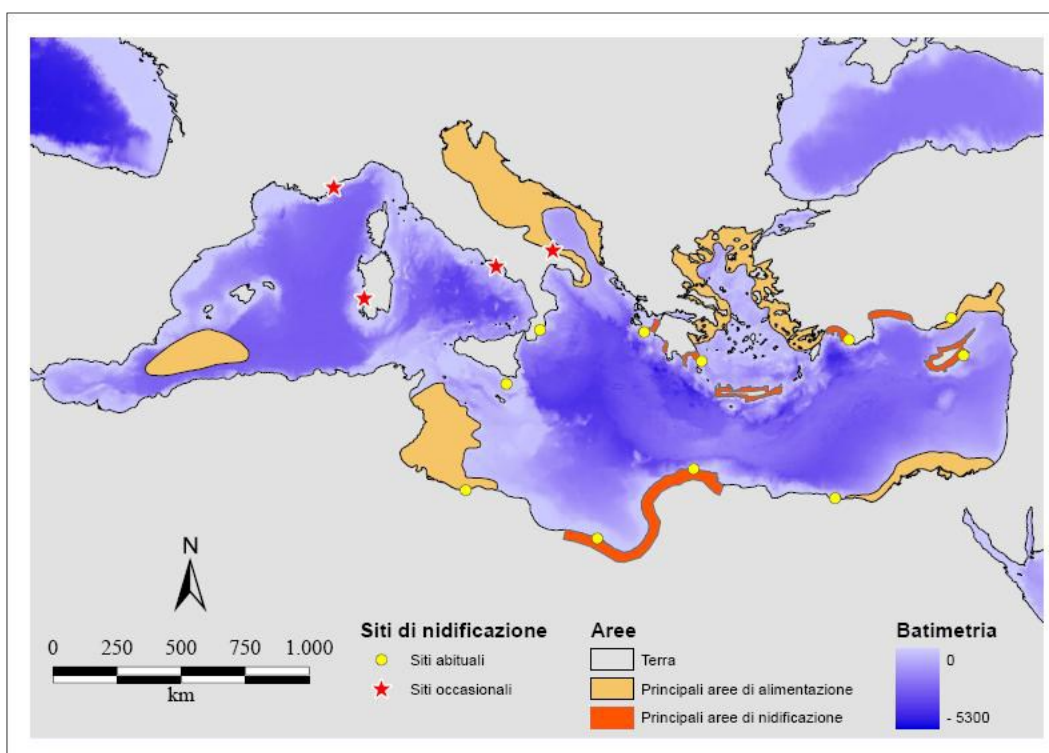 N
0 250 500 750 1.000
km
Siti di nidificazione
Siti abituali
Siti occasionali
Aree
Terra
Principali aree di alimentazione
Principali aree di nidificazione
Batimetria
0
- 5300